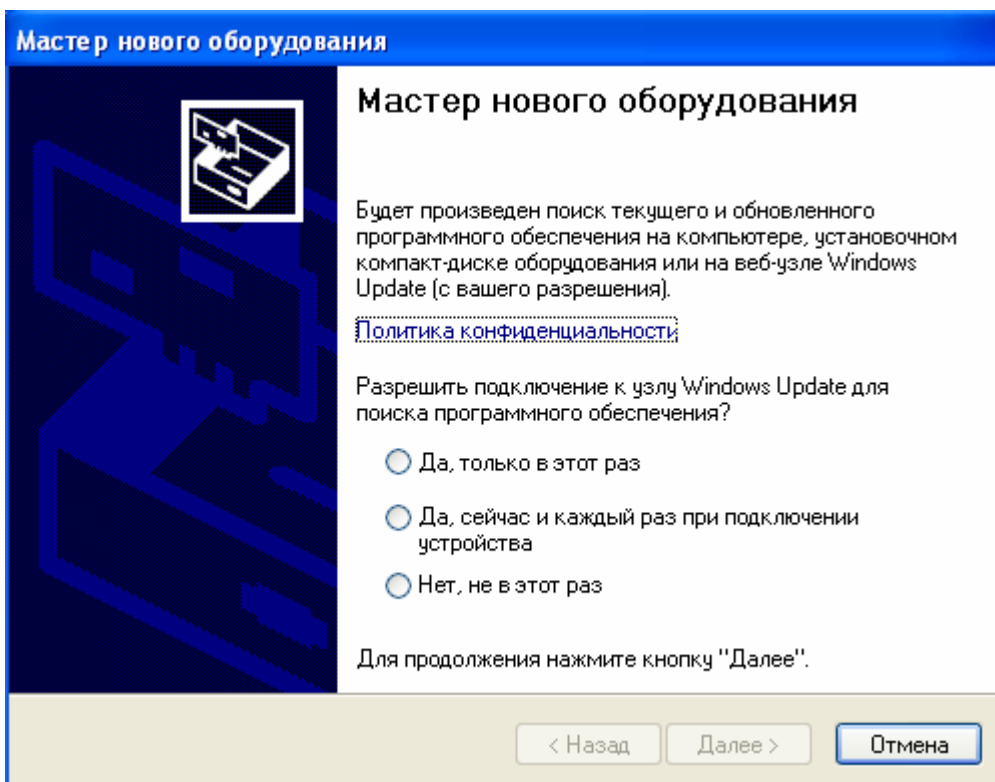 Мастер нового оборудования
Мастер нового оборудования
Будет произведен поиск текущего и обновленного
программного обеспечения на компьютере, установочном
компакт-диске оборудования или на веб-узле Windows
Update (с вашего разрешения).
Политика конфиденциальности
Разрешить подключение к узлу Windows Update для
поиска программного обеспечения?
Да, только в этот раз
Да, сейчас и каждый раз при подключении
устройства
Нет, не в этот раз
Для продолжения нажмите кнопку "Далее".
< Назад
Далее >
Отмена